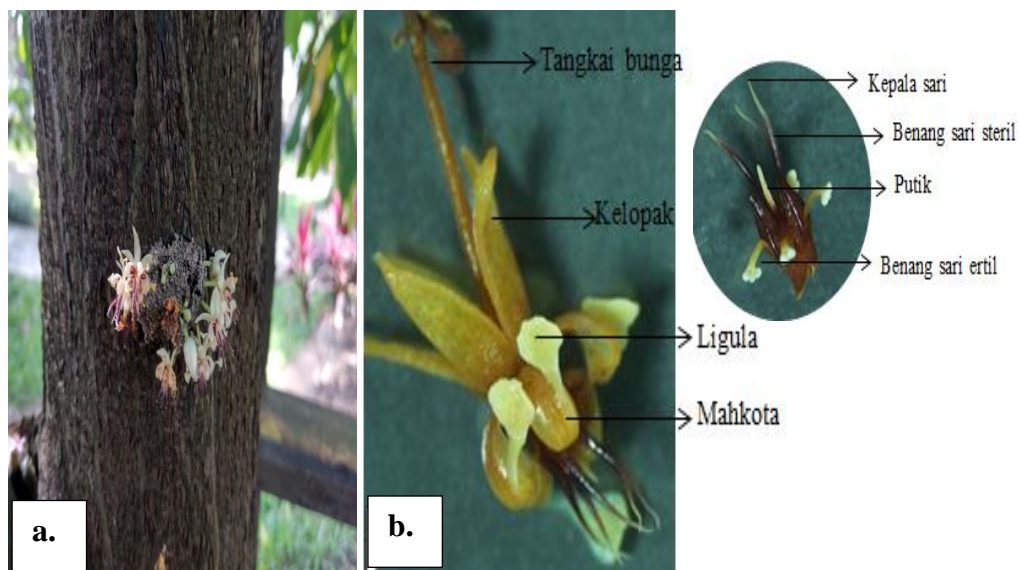 a.
b.
Tangkai bunga
Kelopak
Ligula
Mahkota
Kepala sari
Benang sari steril
Putik
Benang sari ertil